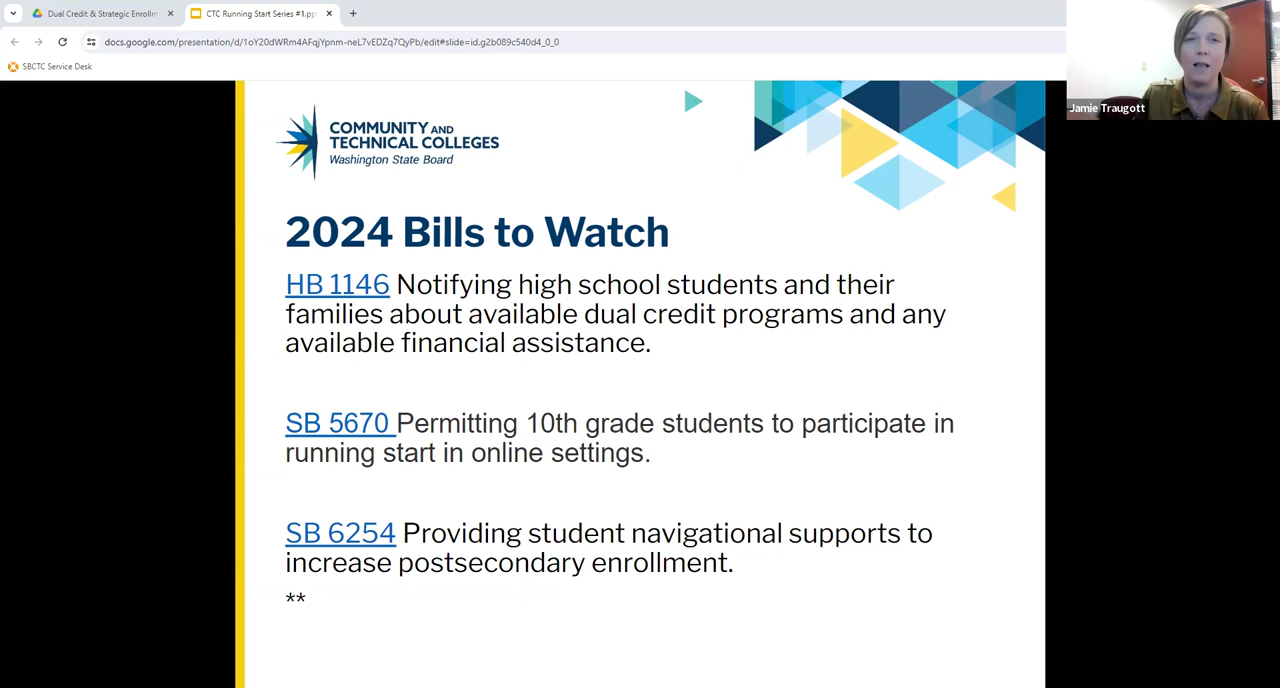 Dual Credit & Strategic Enrollm
CTC Running Start Series #1.pp
docs.google.com/presentation/d/1oY20dWRm4AFqjYpnm-neL7vEDZq7QyPb/edit#slide=id.g2b089c540d4_0_0
SBCTC Service Desk
Jamie Traugott
COMMUNITY AND
TECHNICAL COLLEGES
Washington State Board
2024 Bills to Watch
HB 1146 Notifying high school students and their
families about available dual credit programs and any
available financial assistance.
SB 5670 Permitting 10th grade students to participate in
running start in online settings.
SB 6254 Providing student navigational supports to
increase postsecondary enrollment.
**